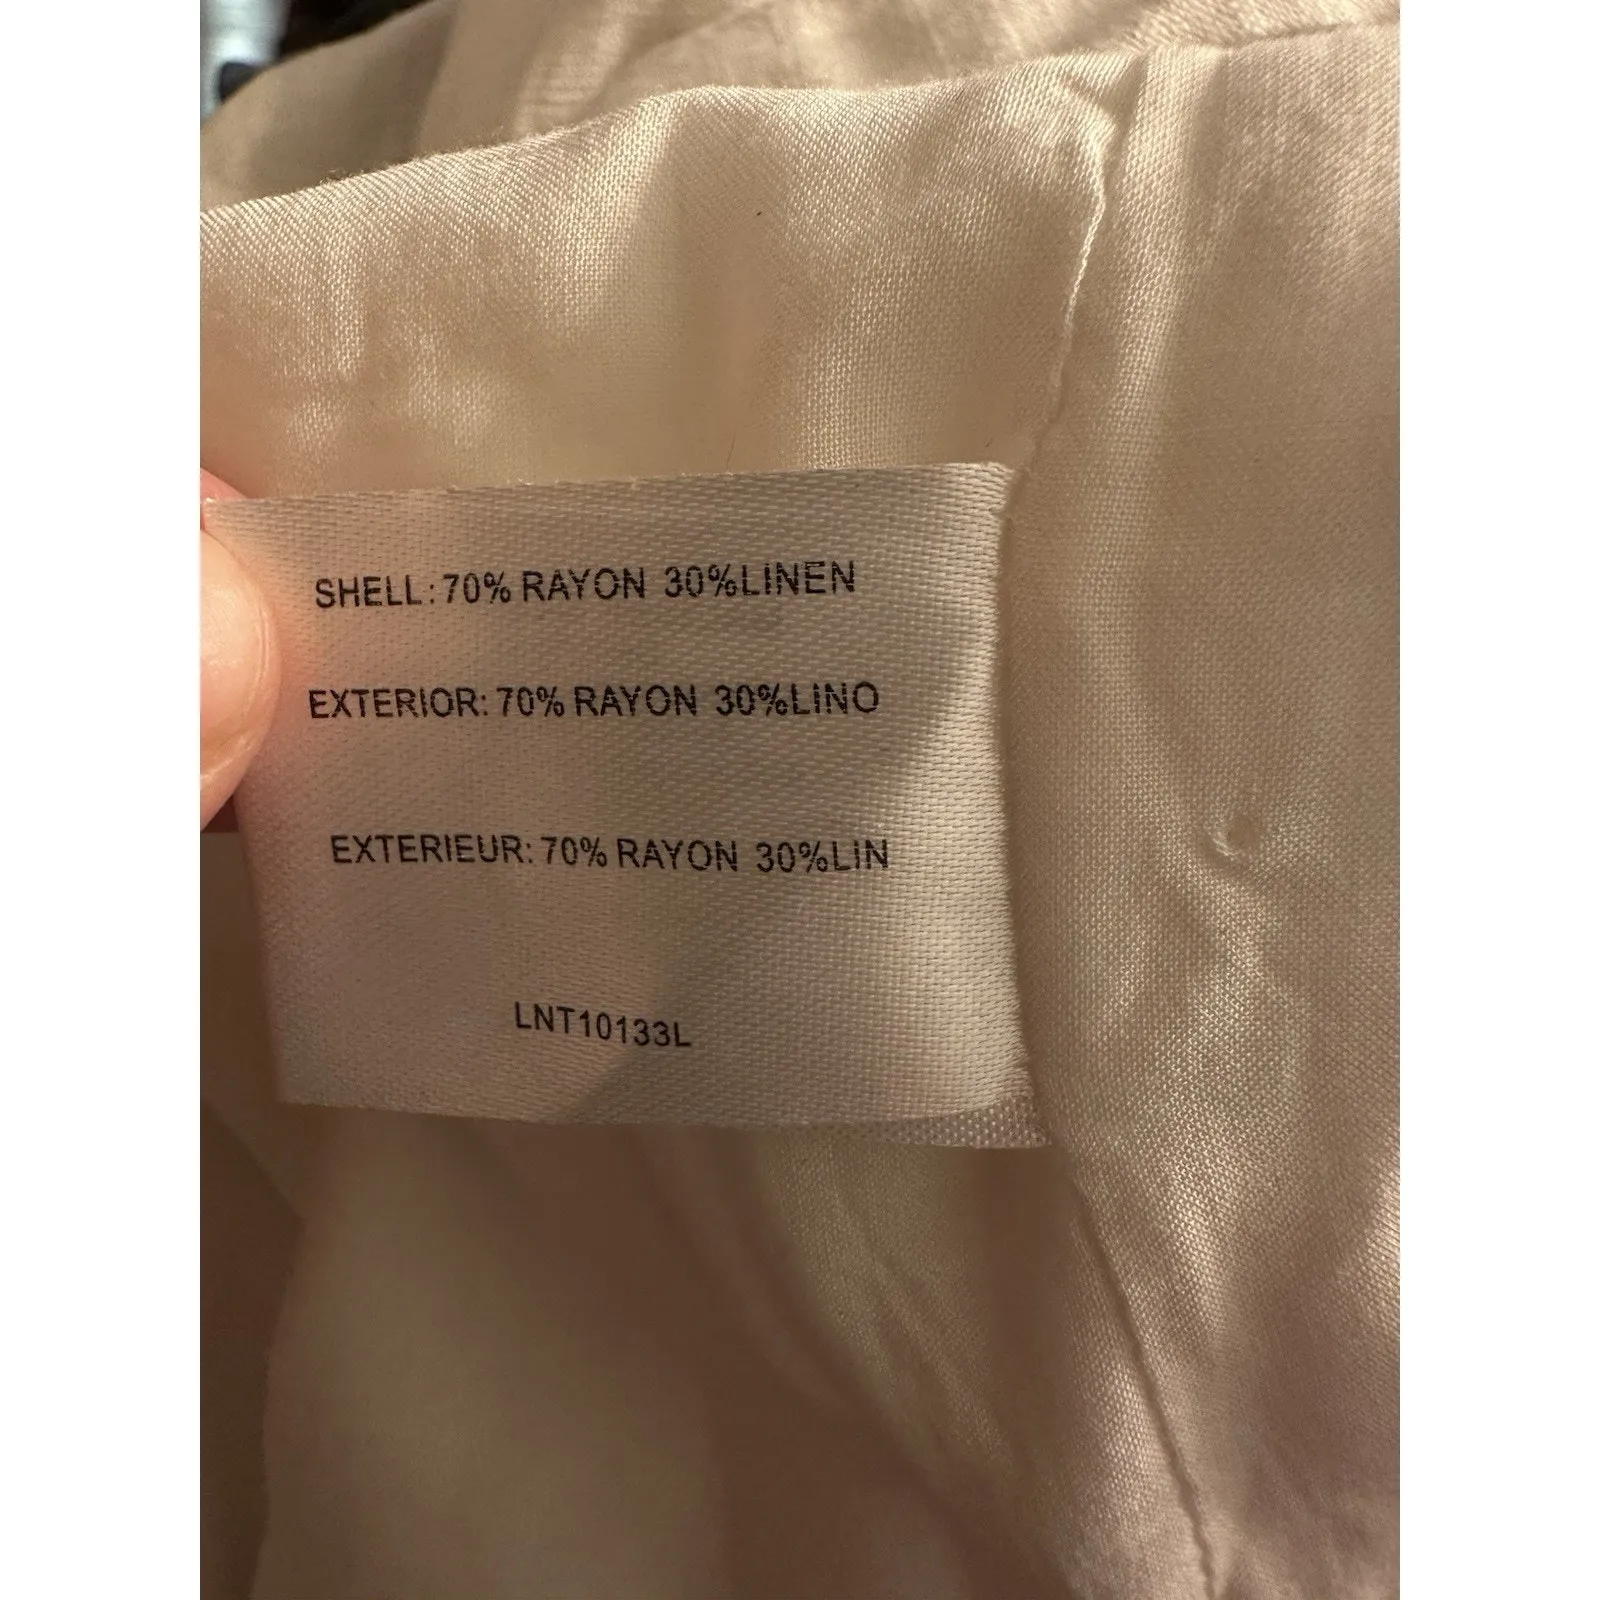 SHELL: 70% RAYON 30%LINEN
EXTERIOR: 70% RAYON 30%LINO
EXTERIEUR: 70% RAYON 30%LIN
LNT10133L